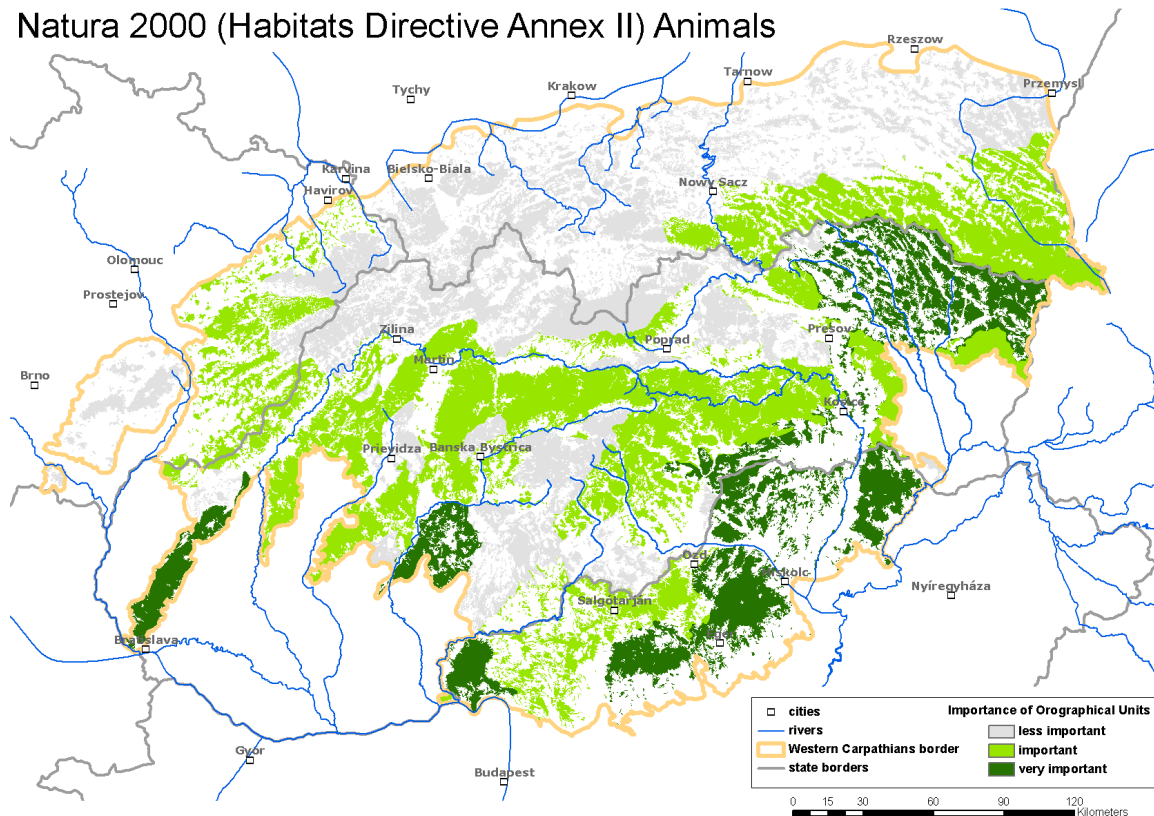 Natura 2000 (Habitats Directive Annex II) Animals
Rzeszow
Tarnow
Krakow
Tychy
Przemysl
Karvina
Bielsko-Biala
Havirov
Nowy Sacz
Olomouc
Prostejov
Zilina
Presov
Poprad
Martin
Brno
Kosice
Prievidza
Banska Bystrica
Ozd
Miskolc
Nyíregyháza
Salgotarján
Eger
Bratislava
Gyor
Budapest
cities
rivers
Western Carpathians border
state borders
Importance of Orographical Units
less important
important
very important
0 15 30 60 90 120
Kilometers